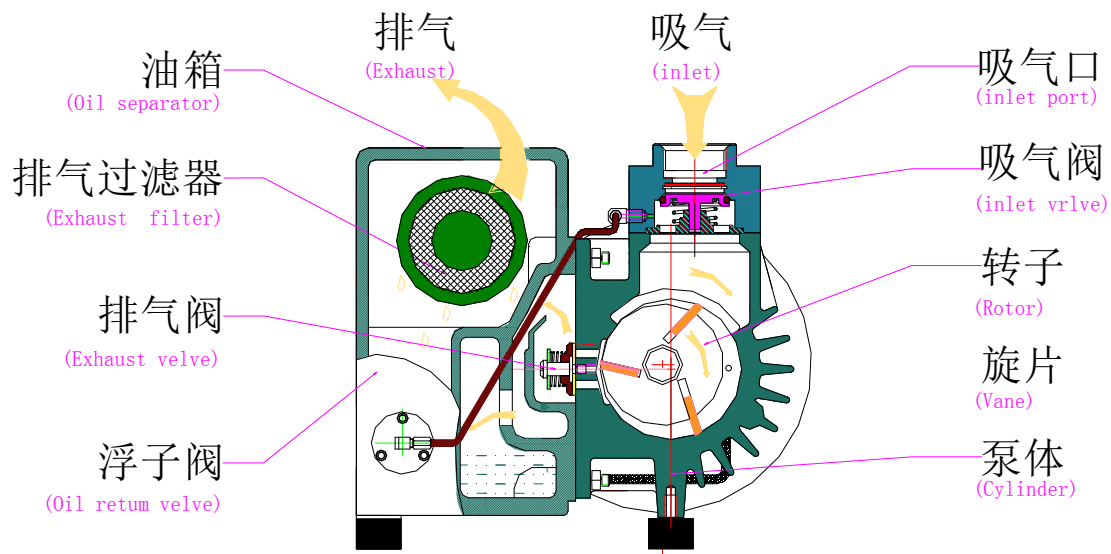 排气
(Exhaust)
吸气
(inlet)
油箱
(Oil separator)
排气过滤器
(Exhaust filter)
排气阀
(Exhaust velve)
浮子阀
(Oil retum velve)
吸气口
(inlet port)
吸气阀
(inlet vrlve)
转子
(Rotor)
旋片
(Vane)
泵体
(Cylinder)